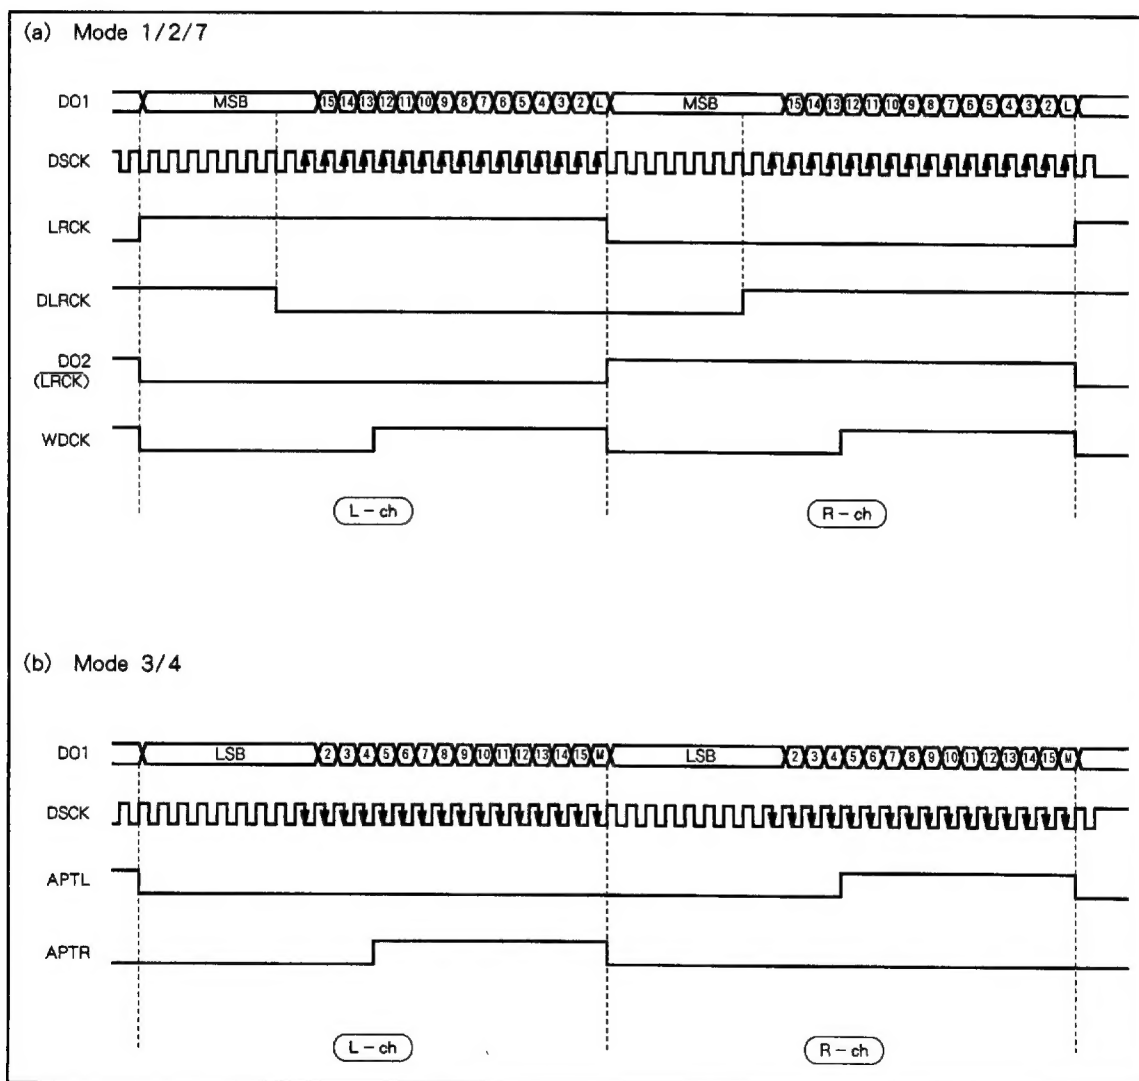 (a) Mode 1/2/7
DO1 MSB 15 14 13 12 11 10 9 8 7 6 5 4 3 2 L MSB 15 14 13 12 11 10 9 8 7 6 5 4 3 2 L
DSCK
LRCK
DLRCK
DO2
(L̅R̅C̅K̅)
WDCK
L-ch R-ch
(b) Mode 3/4
DO1 LSB 2 3 4 5 6 7 8 9 10 11 12 13 14 15 M LSB 2 3 4 5 6 7 8 9 10 11 12 13 14 15 M
DSCK
APTL
APTR
L-ch R-ch